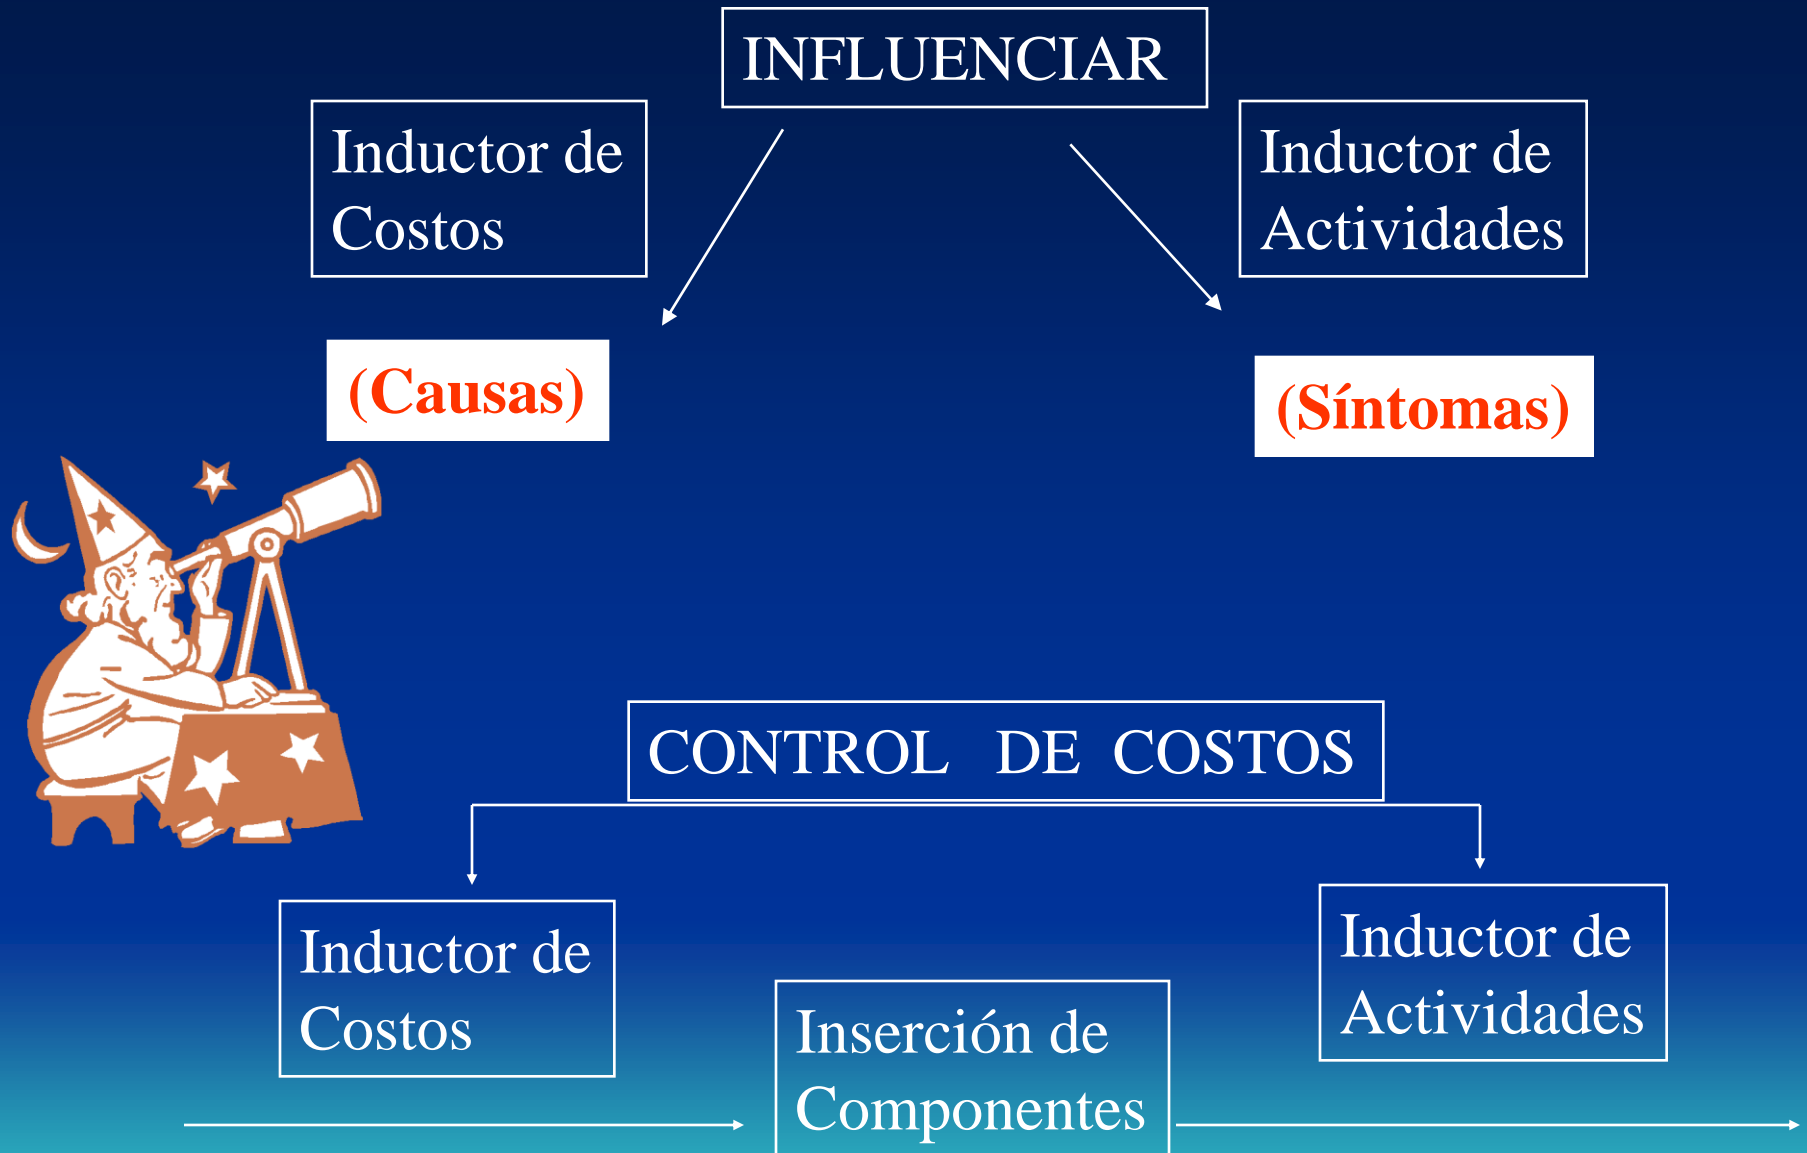 INFLUENCIAR
Inductor de
Costos
Inductor de
Actividades
(Causas)
(Síntomas)
CONTROL DE COSTOS
Inductor de
Costos
Inductor de
Actividades
Inserción de
Componentes